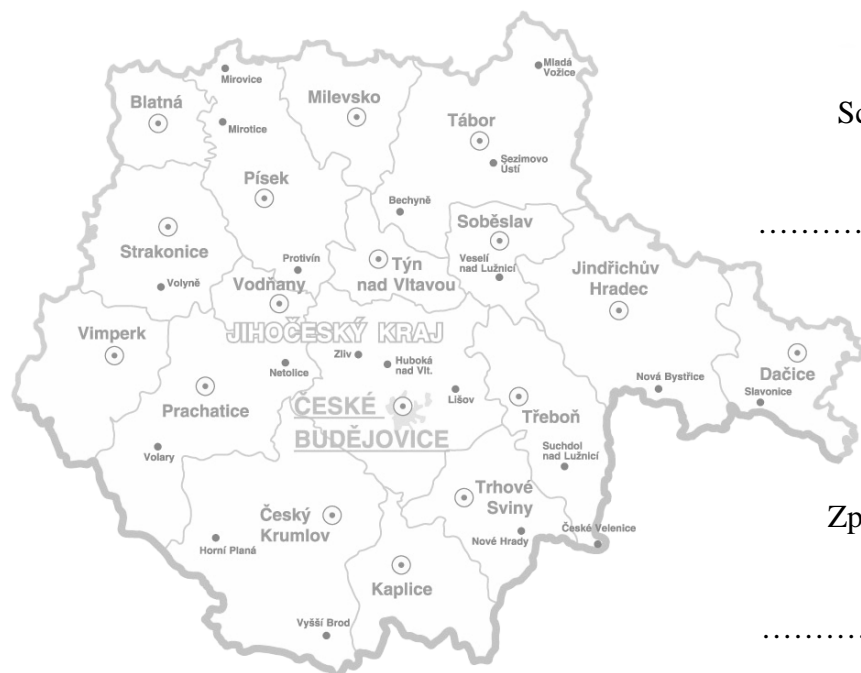 Mladá
Vožice
Mirovice
Blatná
Milevsko
Mirotice
Tábor
Sezimovo
Ústí
Písek
Bechyně
Soběslav
Strakonice
Veselí
nad Lužnicí
Protivín
Týn
nad Vltavou
Jindřichův
Hradec
Volyně
Vodňany
Vimperk
JIHOČESKÝ KRAJ
Zliv
Huboká
nad Vlt.
Netolice
Dačice
Nová Bystřice
Slavonice
Prachatice
ČESKÉ
BUDĚJOVICE
Lišov
Třeboň
Volary
Suchdol
nad Lužnicí
Trhové
Sviny
Český
Krumlov
Horní Planá
Nové Hrady
České Velenice
Kaplice
Vyšší Brod
Sc
............
Zp
............